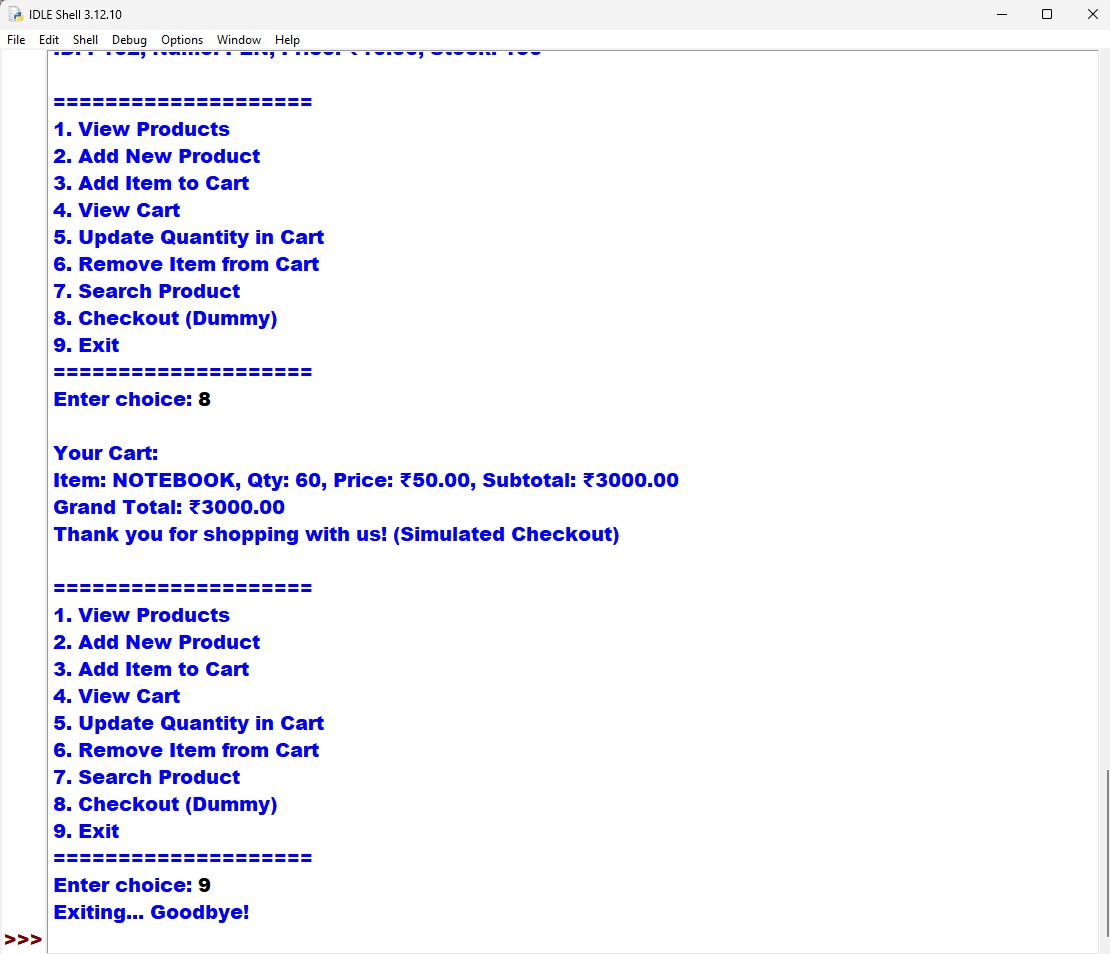 IDLE Shell 3.12.10
File Edit Shell Debug Options Window Help
====================
1. View Products
2. Add New Product
3. Add Item to Cart
4. View Cart
5. Update Quantity in Cart
6. Remove Item from Cart
7. Search Product
8. Checkout (Dummy)
9. Exit
====================
Enter choice: 8
Your Cart:
Item: NOTEBOOK, Qty: 60, Price: ₹50.00, Subtotal: ₹3000.00
Grand Total: ₹3000.00
Thank you for shopping with us! (Simulated Checkout)
====================
1. View Products
2. Add New Product
3. Add Item to Cart
4. View Cart
5. Update Quantity in Cart
6. Remove Item from Cart
7. Search Product
8. Checkout (Dummy)
9. Exit
====================
Enter choice: 9
Exiting... Goodbye!
>>>